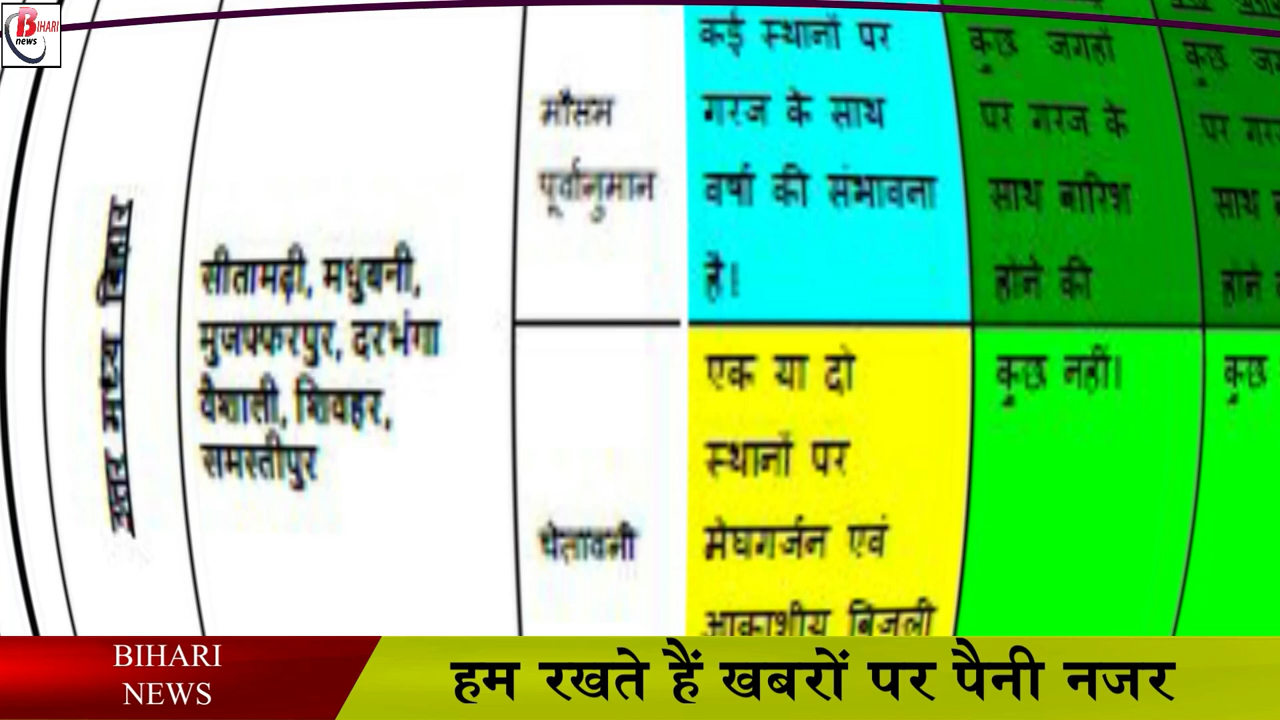 BIHARI
news
उत्तर मध्य बिहार
सीतामढ़ी, मधुबनी,
मुजफ्फरपुर, दरभंगा
वैशाली, शिवहर,
समस्तीपुर
मौसम
पूर्वानुमान
कई स्थानों पर
गरज के साथ
वर्षा की संभावना
है।
कुछ जगहों
पर गरज के
साथ बारिश
होने की
कुछ
पर
साथ
होने
चेतावनी
एक या दो
स्थानों पर
मेघगर्जन एवं
आकाशीय बिजली
कुछ नहीं।
कुछ
BIHARI
NEWS
हम रखते हैं खबरों पर पैनी नजर